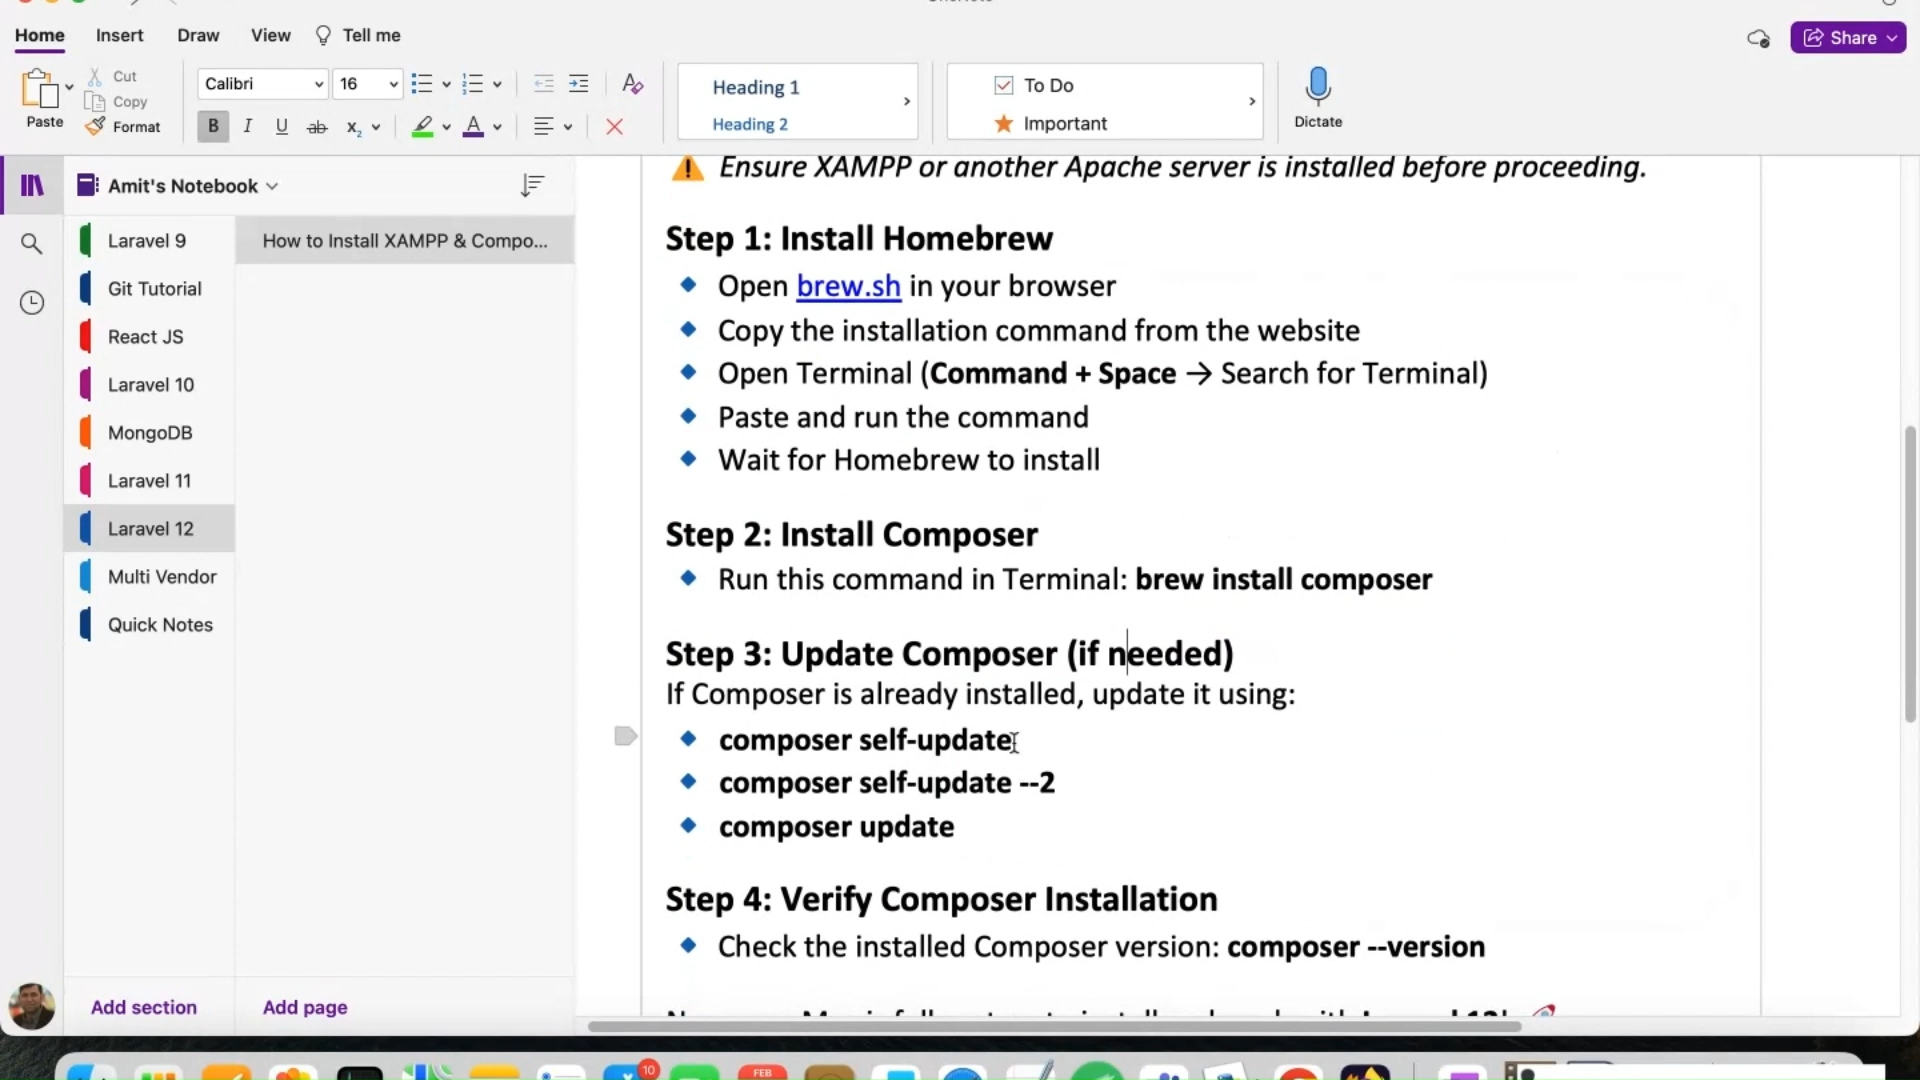 Home
Insert
Draw
View
Tell me
Share
Paste
Cut
Copy
Format
Calibri
16
Heading 1
Heading 2
To Do
Important
Dictate
Amit's Notebook
Laravel 9
Git Tutorial
React JS
Laravel 10
MongoDB
Laravel 11
Laravel 12
Multi Vendor
Quick Notes
How to Install XAMPP & Compo...
Add section
Add page
Ensure XAMPP or another Apache server is installed before proceeding.
Step 1: Install Homebrew
Open brew.sh in your browser
Copy the installation command from the website
Open Terminal (Command + Space → Search for Terminal)
Paste and run the command
Wait for Homebrew to install
Step 2: Install Composer
Run this command in Terminal: brew install composer
Step 3: Update Composer (if needed)
If Composer is already installed, update it using:
composer self-update
composer self-update --2
composer update
Step 4: Verify Composer Installation
Check the installed Composer version: composer --version
10
FEB